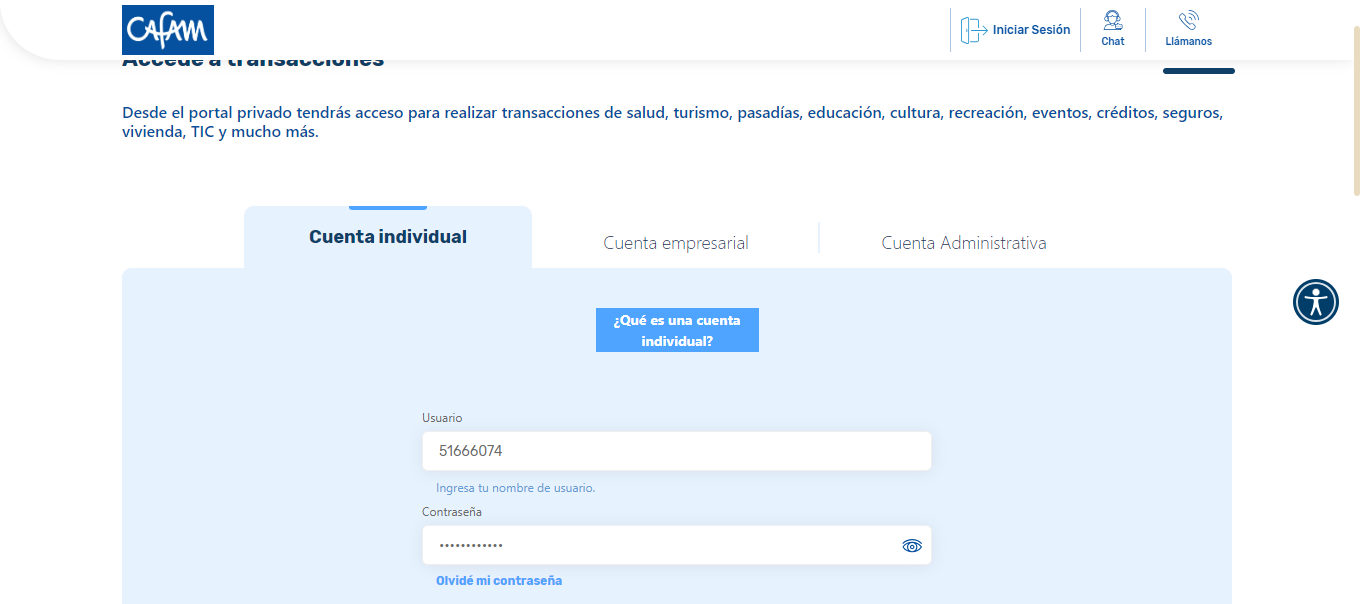 CAFAM
Iniciar Sesión
Chat
Llámanos
Accede a transacciones
Desde el portal privado tendrás acceso para realizar transacciones de salud, turismo, pasadías, educación, cultura, recreación, eventos, créditos, seguros,
vivienda, TIC y mucho más.
Cuenta individual
Cuenta empresarial
Cuenta Administrativa
¿Qué es una cuenta
individual?
Usuario
51666074
Ingresa tu nombre de usuario.
Contraseña
••••••••••••
Olvidé mi contraseña